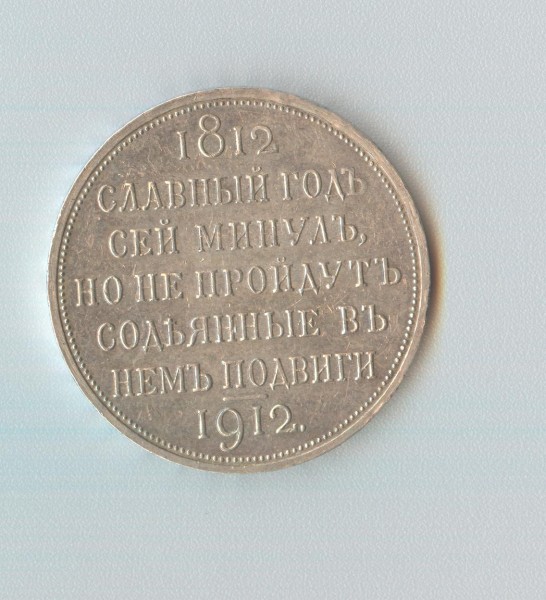 1812
СЛАВНЫЙ ГОДЪ
СЕЙ МИНУЛЪ,
НО НЕ ПРОЙДУТЪ
СОДѢЯННЫЕ ВЪ
НЕМЪ ПОДВИГИ
1912.